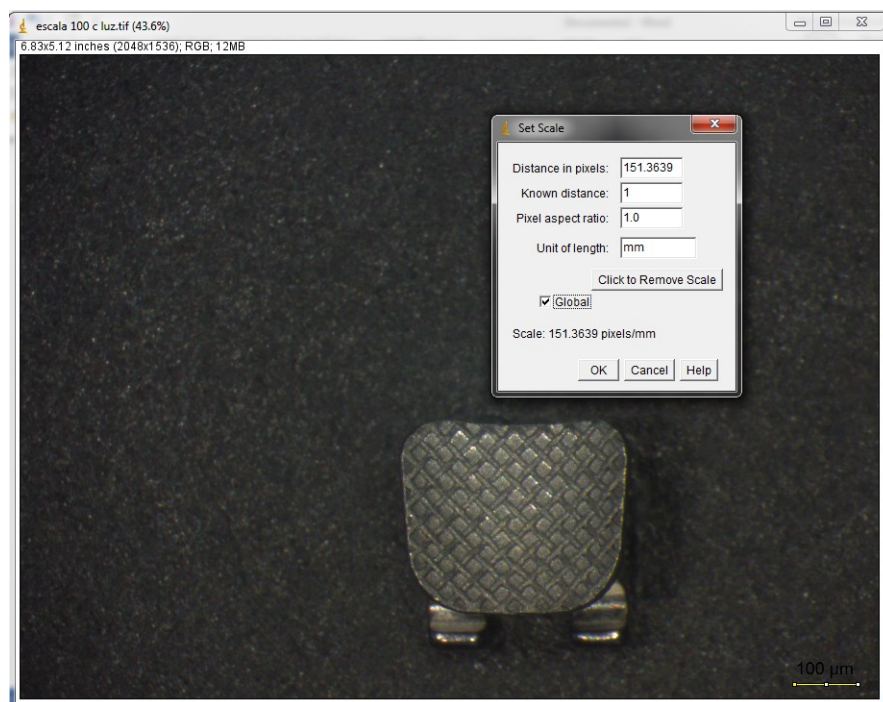 escala 100 c luz.tif (43.6%)
6.83x5.12 inches (2048x1536); RGB; 12MB
Set Scale
Distance in pixels: 151.3639
Known distance: 1
Pixel aspect ratio: 1.0
Unit of length: mm
Click to Remove Scale
Global
Scale: 151.3639 pixels/mm
OK Cancel Help
100 µm